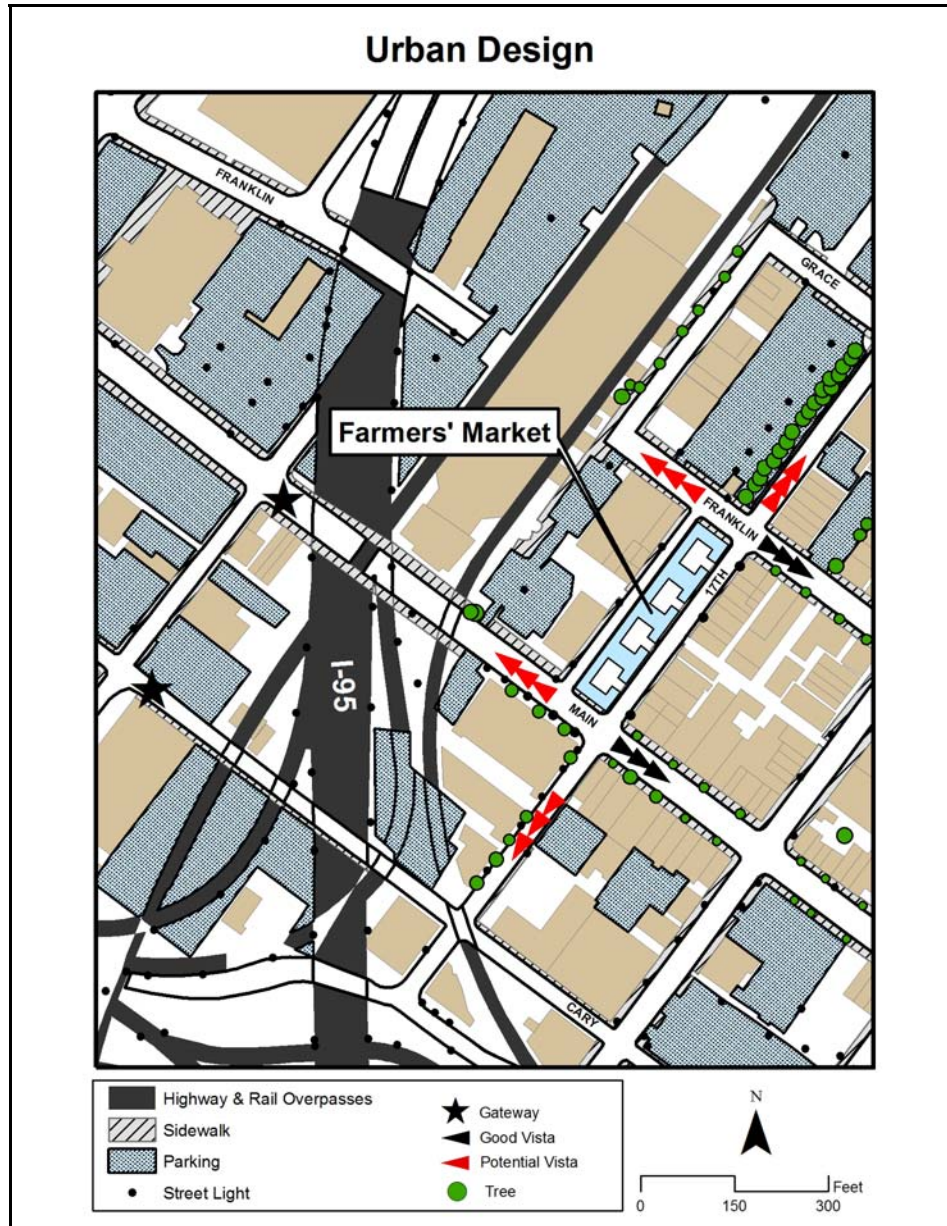 Urban Design
FRANKLIN
GRACE
Farmers' Market
FRANKLIN
17TH
I-95
MAIN
CARY
Highway & Rail Overpasses
Sidewalk
Parking
Street Light
Gateway
Good Vista
Potential Vista
Tree
N
Feet
0 150 300